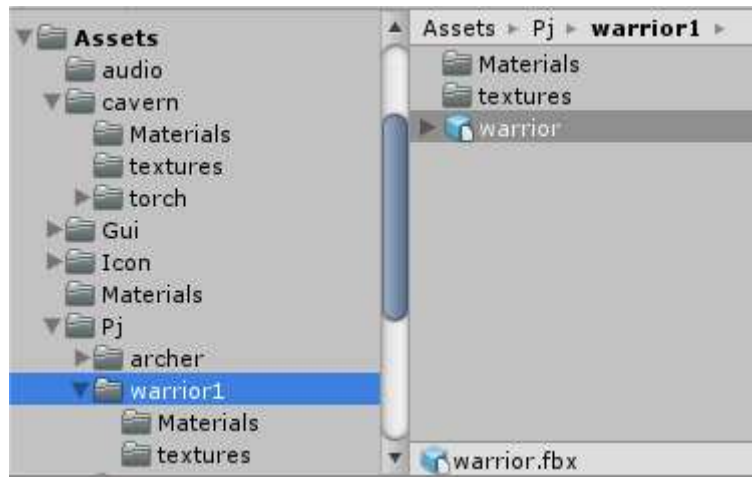 Assets
audio
cavern
Materials
textures
torch
Gui
Icon
Materials
Pj
archer
warrior1
Materials
textures
Assets Pj warrior1
Materials
textures
warrior
warrior.fbx